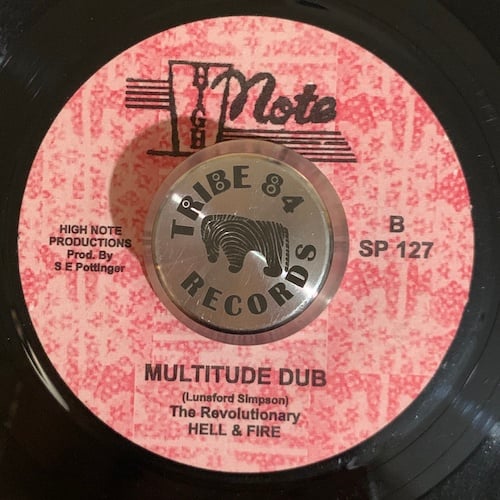 HIGH Note
TRIBE 84
RECORDS
HIGH NOTE
PRODUCTIONS
Prod. By
S E Pottinger
B
SP 127
MULTITUDE DUB
(Lunsford Simpson)
The Revolutionary
HELL & FIRE